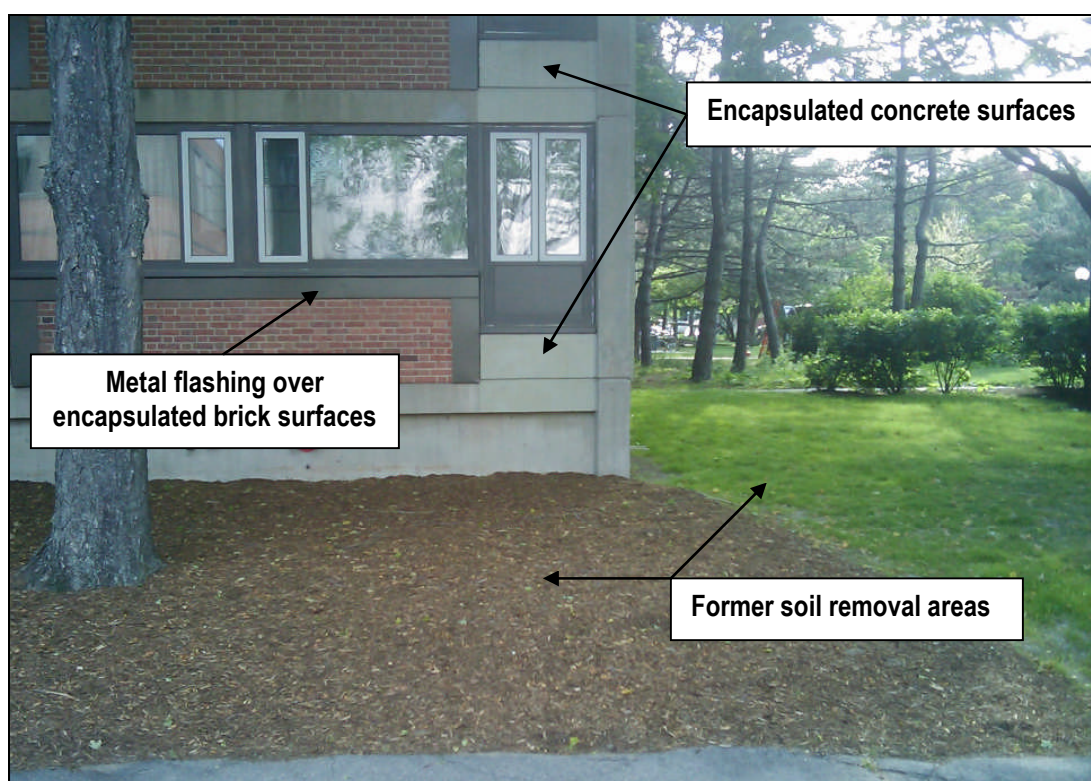 Encapsulated concrete surfaces
Metal flashing over
encapsulated brick surfaces
Former soil removal areas